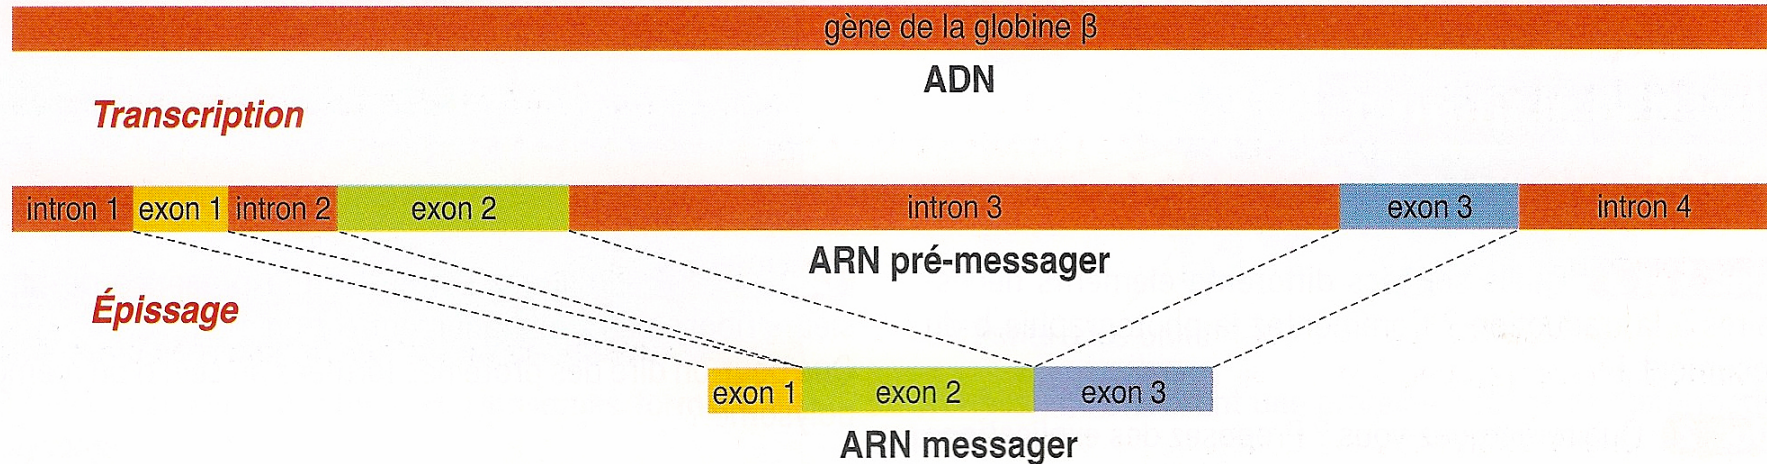 gène de la globine β
ADN
Transcription
intron 1 exon 1 intron 2 exon 2 intron 3 exon 3 intron 4
ARN pré-messager
Épissage
exon 1 exon 2 exon 3
ARN messager